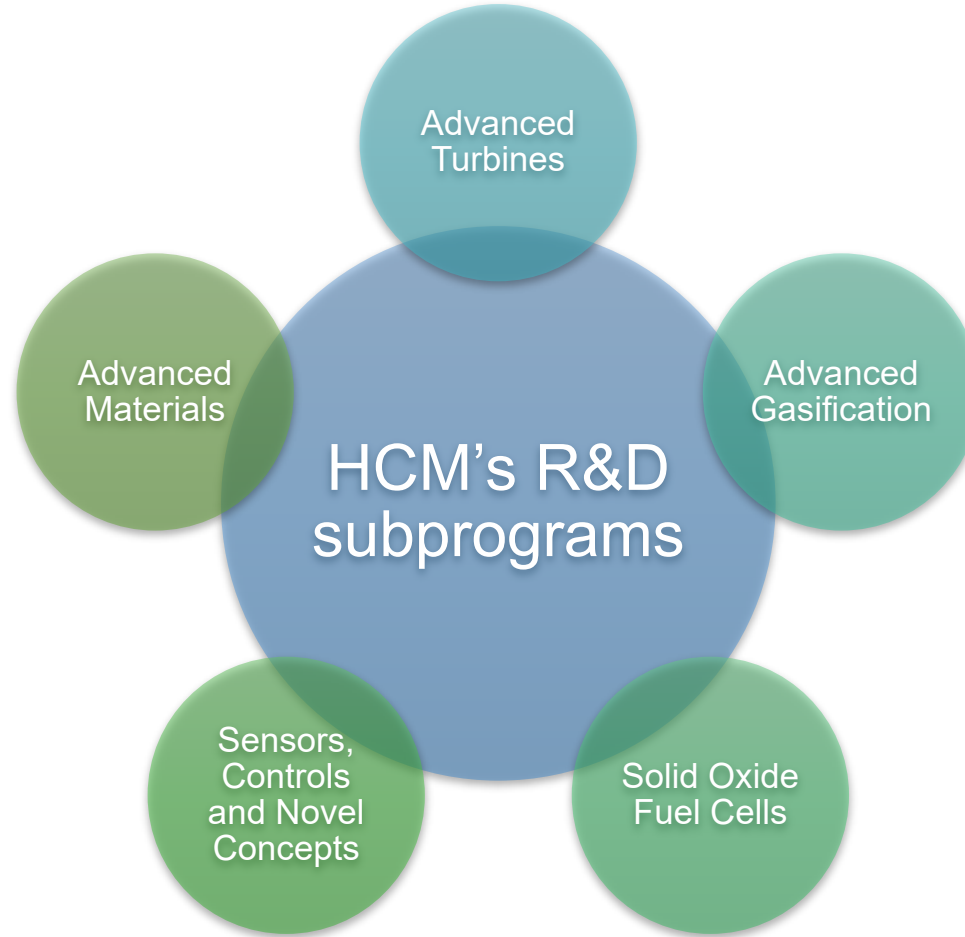 Advanced
Turbines
Advanced
Materials
Advanced
Gasification
HCM’s R&D
subprograms
Sensors,
Controls
and Novel
Concepts
Solid Oxide
Fuel Cells